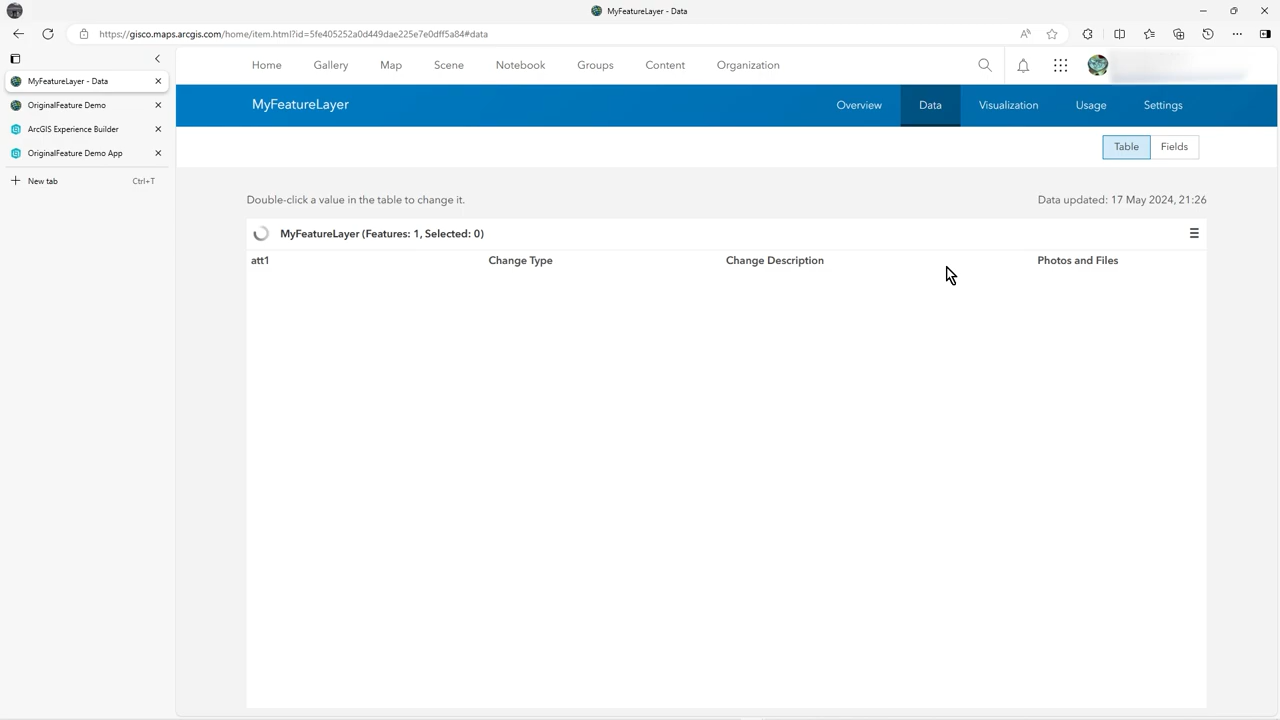 MyFeatureLayer - Data
https://gisco.maps.arcgis.com/home/item.html?id=5fe405252a0d449dae225e7e0dff5a84#data
MyFeatureLayer - Data
OriginalFeature Demo
ArcGIS Experience Builder
OriginalFeature Demo App
New tab Ctrl+T
Home Gallery Map Scene Notebook Groups Content Organization
MyFeatureLayer Overview Data Visualization Usage Settings
Table Fields
Double-click a value in the table to change it. Data updated: 17 May 2024, 21:26
MyFeatureLayer (Features: 1, Selected: 0)
att1 Change Type Change Description Photos and Files